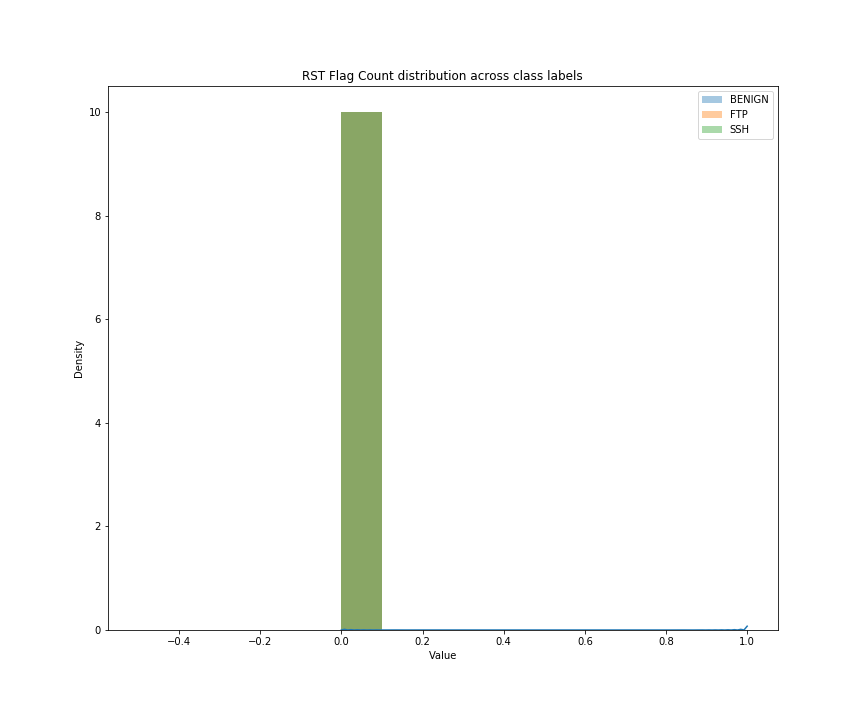 RST Flag Count distribution across class labels
BENIGN
FTP
SSH
10
8
6
4
2
0
Density
−0.4
−0.2
0.0
0.2
0.4
0.6
0.8
1.0
Value